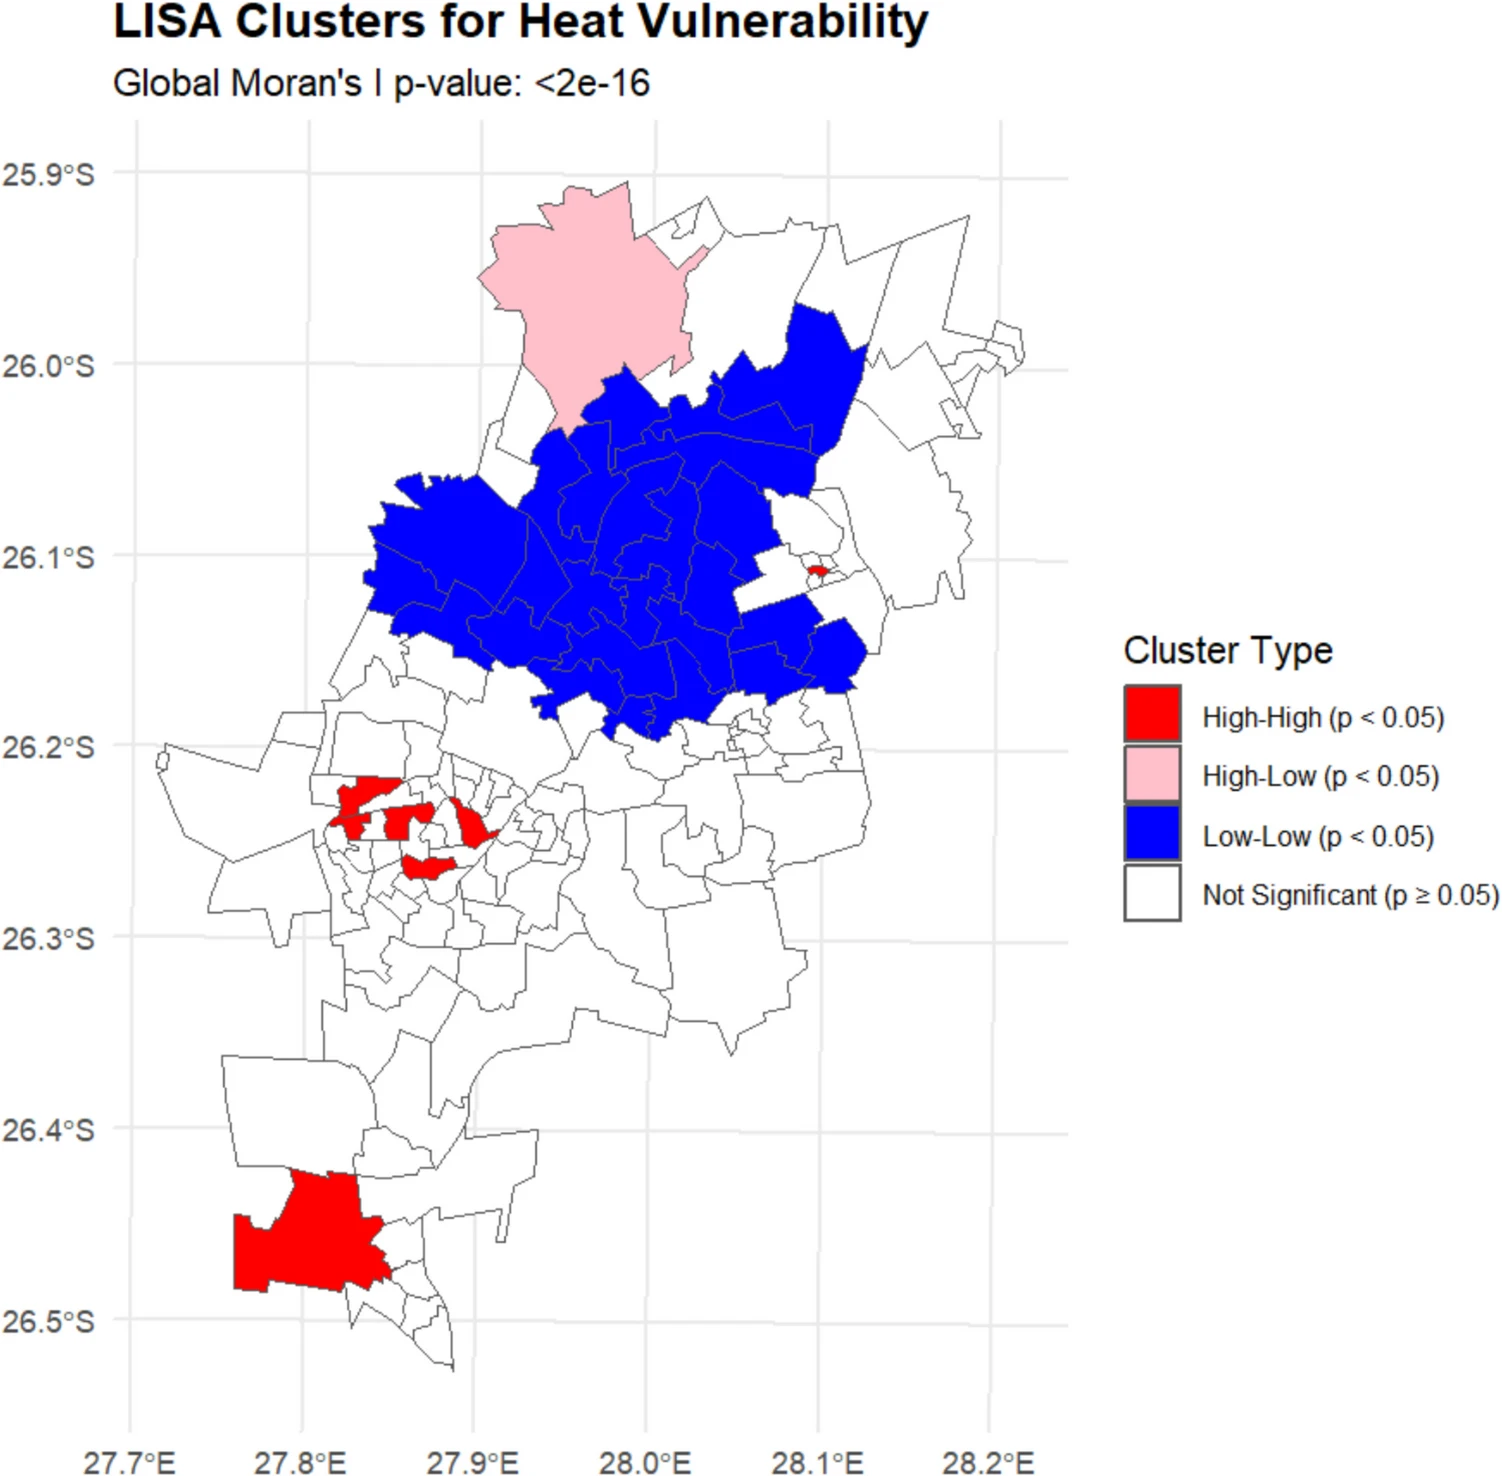 LISA Clusters for Heat Vulnerability
Global Moran's I p-value: <2e-16
25.9°S
26.0°S
26.1°S
26.2°S
26.3°S
26.4°S
26.5°S
27.7°E
27.8°E
27.9°E
28.0°E
28.1°E
28.2°E
Cluster Type
High-High (p < 0.05)
High-Low (p < 0.05)
Low-Low (p < 0.05)
Not Significant (p ≥ 0.05)